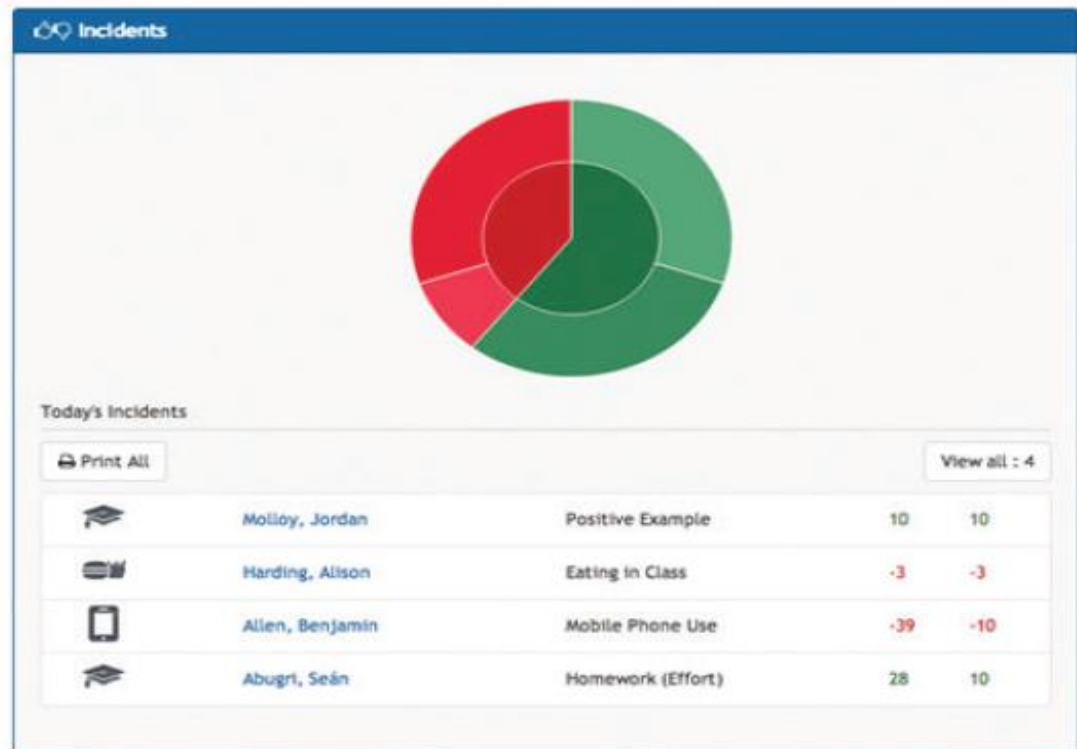 Incidents
Today's Incidents
Print All View all : 4
Molloy, Jordan Positive Example 10 10
Harding, Alison Eating in Class -3 -3
Allen, Benjamin Mobile Phone Use -39 -10
Abugri, Seán Homework (Effort) 28 10